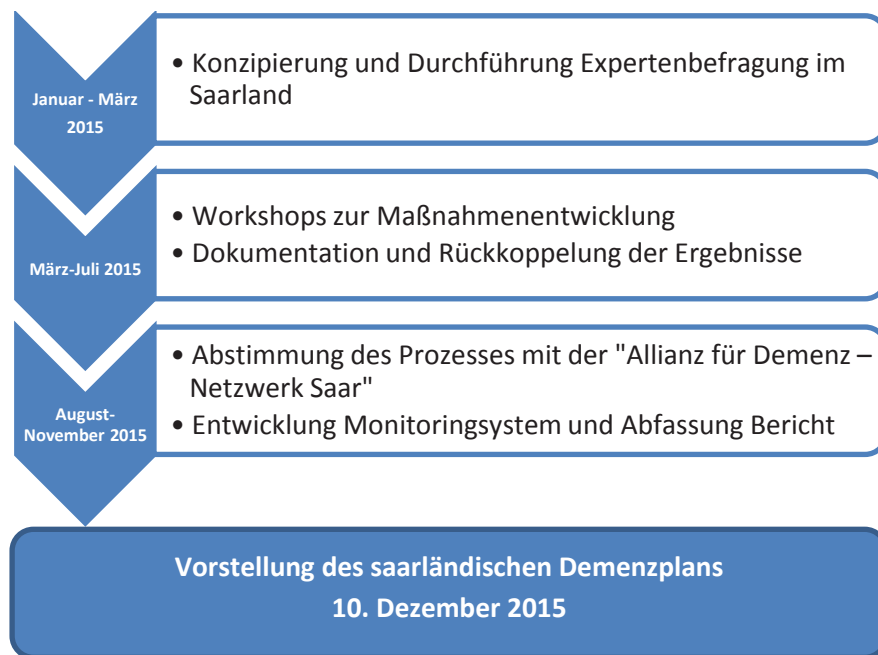 Januar - März
2015
• Konzipierung und Durchführung Expertenbefragung im
Saarland
März-Juli 2015
• Workshops zur Maßnahmenentwicklung
• Dokumentation und Rückkoppelung der Ergebnisse
August-
November 2015
• Abstimmung des Prozesses mit der "Allianz für Demenz –
Netzwerk Saar"
• Entwicklung Monitoringsystem und Abfassung Bericht
Vorstellung des saarländischen Demenzplans
10. Dezember 2015